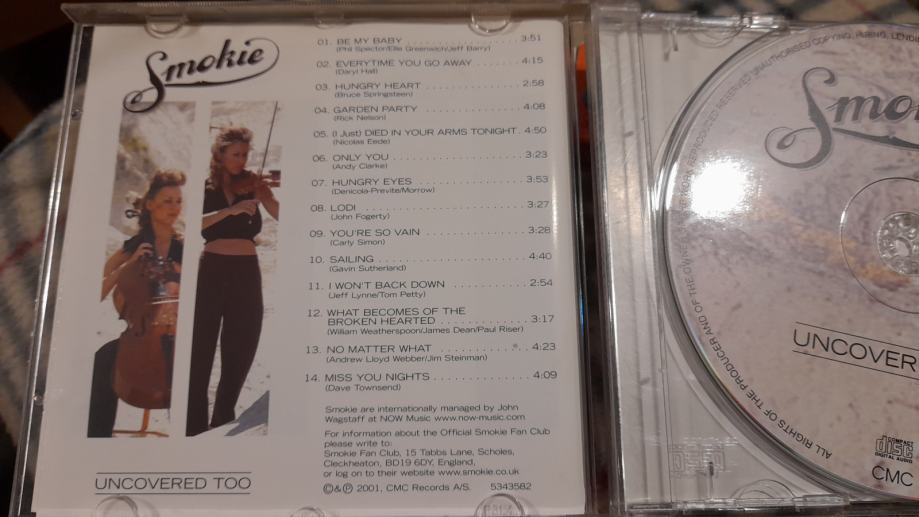 Smokie
01. BE MY BABY . . . . . . . . . . . . . . . . . . 3:51
(Phil Spector/Elle Greenwitch/Jeff Barry)
02. EVERYTIME YOU GO AWAY . . . . . . . 4:15
(Daryl Hall)
03. HUNGRY HEART . . . . . . . . . . . . . . . 2:58
(Bruce Springsteen)
04. GARDEN PARTY . . . . . . . . . . . . . . . 4:08
(Rick Nelson)
05. (I Just) DIED IN YOUR ARMS TONIGHT . 4:50
(Nicolas Eede)
06. ONLY YOU . . . . . . . . . . . . . . . . . . . 3:23
(Andy Clarke)
07. HUNGRY EYES . . . . . . . . . . . . . . . . 3:53
(Denicola-Previte/Morrow)
08. LODI . . . . . . . . . . . . . . . . . . . . . . . 3:27
(John Fogerty)
09. YOU'RE SO VAIN . . . . . . . . . . . . . . . 3:28
(Carly Simon)
10. SAILING . . . . . . . . . . . . . . . . . . . . . 4:40
(Gavin Sutherland)
11. I WON'T BACK DOWN . . . . . . . . . . . 2:54
(Jeff Lynne/Tom Petty)
12. WHAT BECOMES OF THE
BROKEN HEARTED . . . . . . . . . . . . . 3:17
(William Weatherspoon/James Dean/Paul Riser)
13. NO MATTER WHAT . . . . . . . . . . . . . 4:23
(Andrew Lloyd Webber/Jim Steinman)
14. MISS YOU NIGHTS . . . . . . . . . . . . . 4:09
(Dave Townsend)
Smokie are internationally managed by John
Wagstaff at NOW Music www.now-music.com
For information about the Official Smokie Fan Club
please write to:
Smokie Fan Club, 15 Tabbs Lane, Scholes,
Cleckheaton, BD19 6DY, England,
or log on to their website www.smokie.co.uk
©&℗ 2001, CMC Records A/S. 5343582
UNCOVERED TOO
Smo
UNCOVER
ALL RIGHTS OF THE PRODUCER AND OF THE OWNER REPRODUCED RESERVED UNAUTHORISED COPYING, HIRING, LENDI
COMPACT
disc
DIGITAL AUDIO
CMC